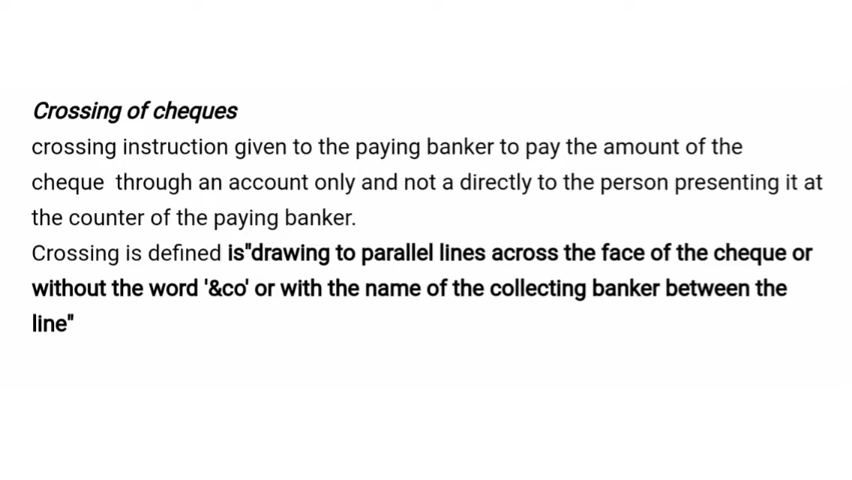 Crossing of cheques
crossing instruction given to the paying banker to pay the amount of the
cheque  through an account only and not a directly to the person presenting it at
the counter of the paying banker.
Crossing is defined is"drawing to parallel lines across the face of the cheque or
without the word '&co' or with the name of the collecting banker between the
line"